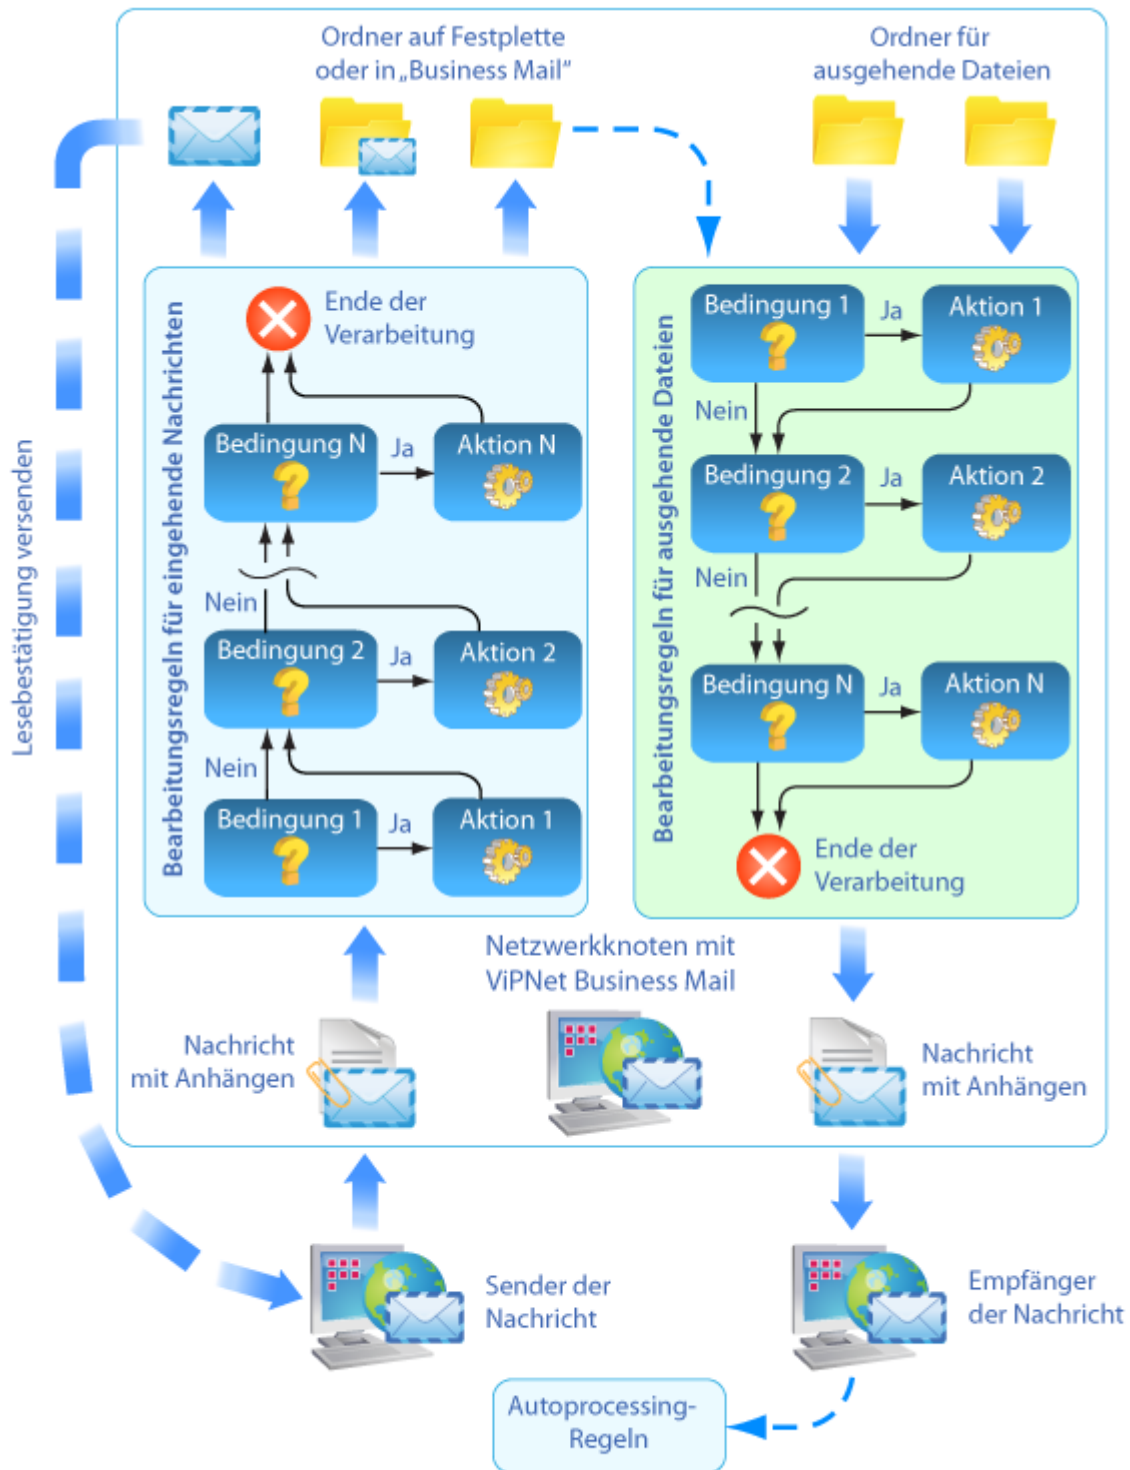 Ordner auf Festplette
oder in „Business Mail“
Ordner für
ausgehende Dateien
Lesebestätigung versenden
Bearbeitungsregeln für eingehende Nachrichten
Ende der
Verarbeitung
Bedingung N
Ja
Aktion N
Nein
Bedingung 2
Ja
Aktion 2
Nein
Bedingung 1
Ja
Aktion 1
Bearbeitungsregeln für ausgehende Dateien
Bedingung 1
Ja
Aktion 1
Nein
Bedingung 2
Ja
Aktion 2
Nein
Bedingung N
Ja
Aktion N
Ende der
Verarbeitung
Netzwerkknoten mit
ViPNet Business Mail
Nachricht
mit Anhängen
Nachricht
mit Anhängen
Sender der
Nachricht
Empfänger
der Nachricht
Autoprocessing-
Regeln